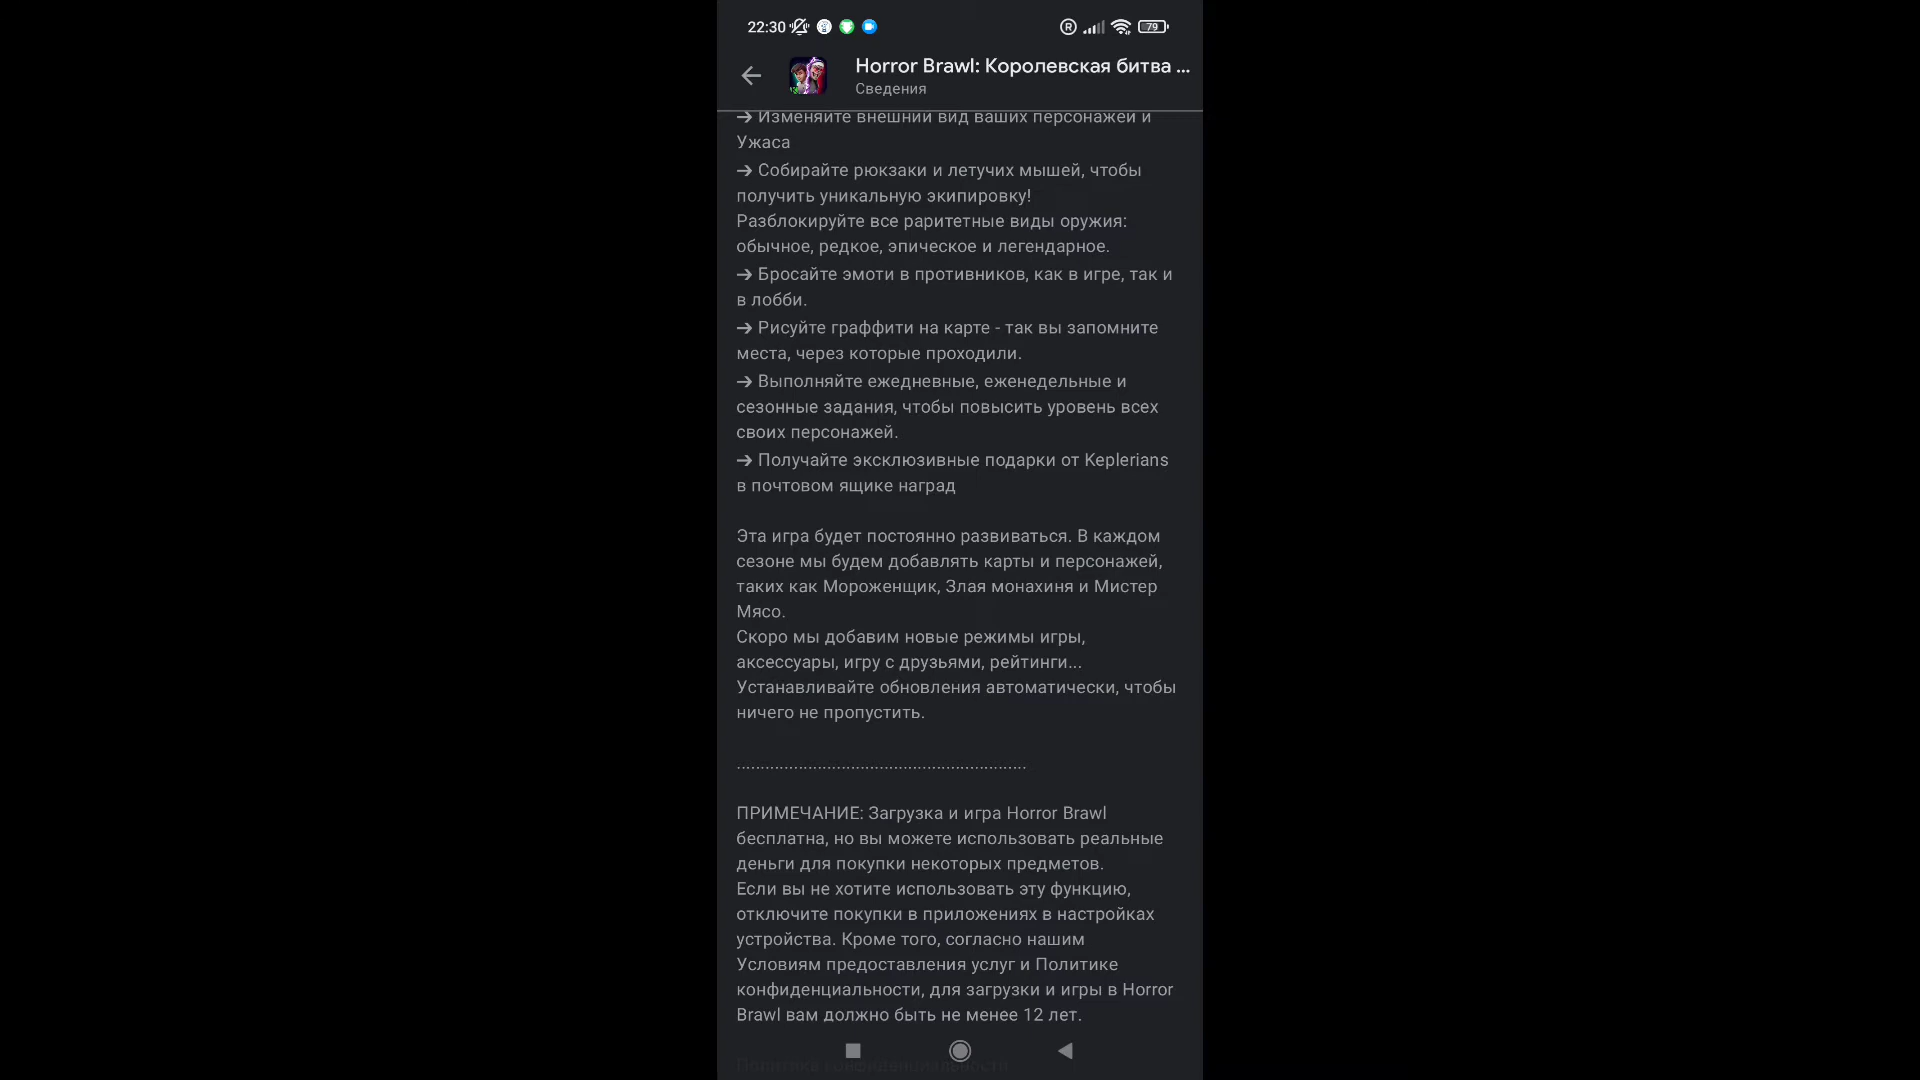 22:30
R
79
Horror Brawl: Королевская битва ...
Сведения
→ Изменяйте внешний вид ваших персонажей и
Ужаса
→ Собирайте рюкзаки и летучих мышей, чтобы
получить уникальную экипировку!
Разблокируйте все раритетные виды оружия:
обычное, редкое, эпическое и легендарное.
→ Бросайте эмоти в противников, как в игре, так и
в лобби.
→ Рисуйте граффити на карте - так вы запомните
места, через которые проходили.
→ Выполняйте ежедневные, еженедельные и
сезонные задания, чтобы повысить уровень всех
своих персонажей.
→ Получайте эксклюзивные подарки от Keplerians
в почтовом ящике наград
Эта игра будет постоянно развиваться. В каждом
сезоне мы будем добавлять карты и персонажей,
таких как Мороженщик, Злая монахиня и Мистер
Мясо.
Скоро мы добавим новые режимы игры,
аксессуары, игру с друзьями, рейтинги...
Устанавливайте обновления автоматически, чтобы
ничего не пропустить.
............................................................
ПРИМЕЧАНИЕ: Загрузка и игра Horror Brawl
бесплатна, но вы можете использовать реальные
деньги для покупки некоторых предметов.
Если вы не хотите использовать эту функцию,
отключите покупки в приложениях в настройках
устройства. Кроме того, согласно нашим
Условиям предоставления услуг и Политике
конфиденциальности, для загрузки и игры в Horror
Brawl вам должно быть не менее 12 лет.
Политика конфиденциальности